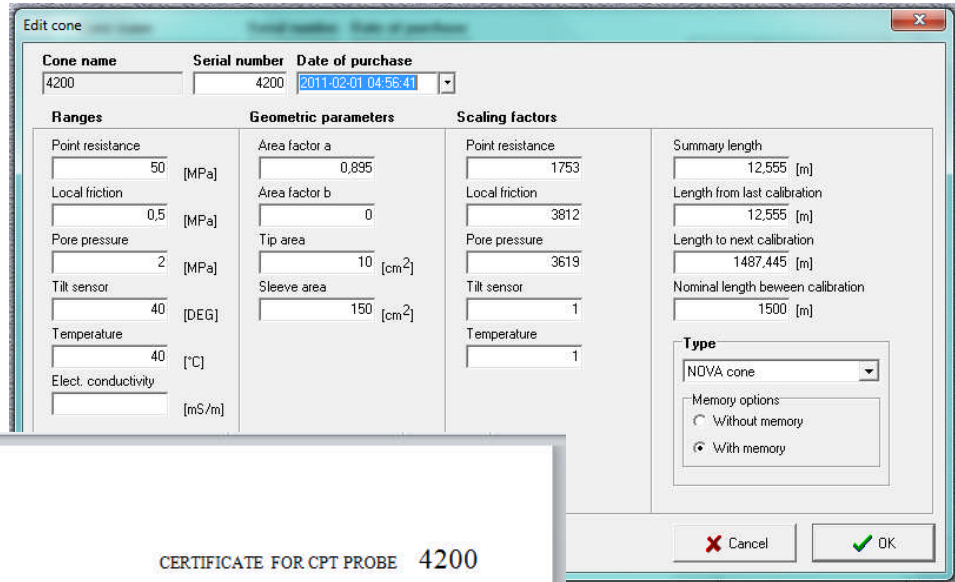 Edit cone
Cone name Serial number Date of purchase
4200 4200 2011-02-01 04:56:41
Ranges
Point resistance
50 [MPa]
Local friction
0,5 [MPa]
Pore pressure
2 [MPa]
Tilt sensor
40 [DEG]
Temperature
40 [°C]
Elect. conductivity
[mS/m]
Geometric parameters
Area factor a
0,895
Area factor b
0
Tip area
10 [cm2]
Sleeve area
150 [cm2]
Scaling factors
Point resistance
1753
Local friction
3812
Pore pressure
3619
Tilt sensor
1
Temperature
1
Summary length
12,555 [m]
Length from last calibration
12,555 [m]
Length to next calibration
1487,445 [m]
Nominal length beween calibration
1500 [m]
Type
NOVA cone
Memory options
Without memory
With memory
Cancel OK
CERTIFICATE FOR CPT PROBE 4200